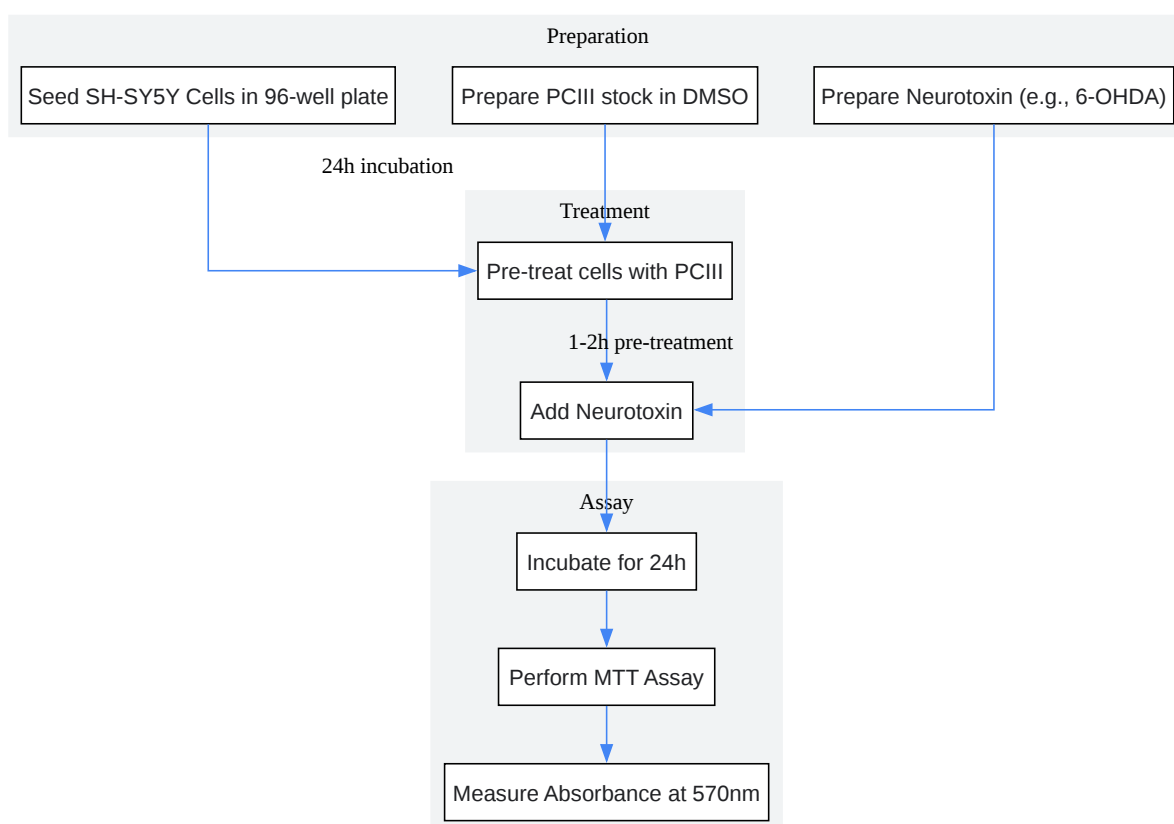 Preparation
Seed SH-SY5Y Cells in 96-well plate
Prepare PCIII stock in DMSO
Prepare Neurotoxin (e.g., 6-OHDA)
24h incubation
Treatment
Pre-treat cells with PCIII
1-2h pre-treatment
Add Neurotoxin
Assay
Incubate for 24h
Perform MTT Assay
Measure Absorbance at 570nm